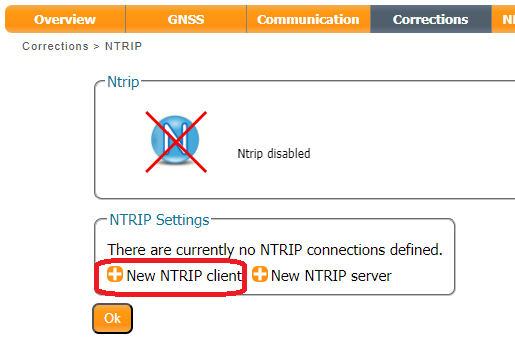 Overview GNSS Communication Corrections
Corrections > NTRIP
Ntrip
N
Ntrip disabled
NTRIP Settings
There are currently no NTRIP connections defined.
New NTRIP client New NTRIP server
Ok